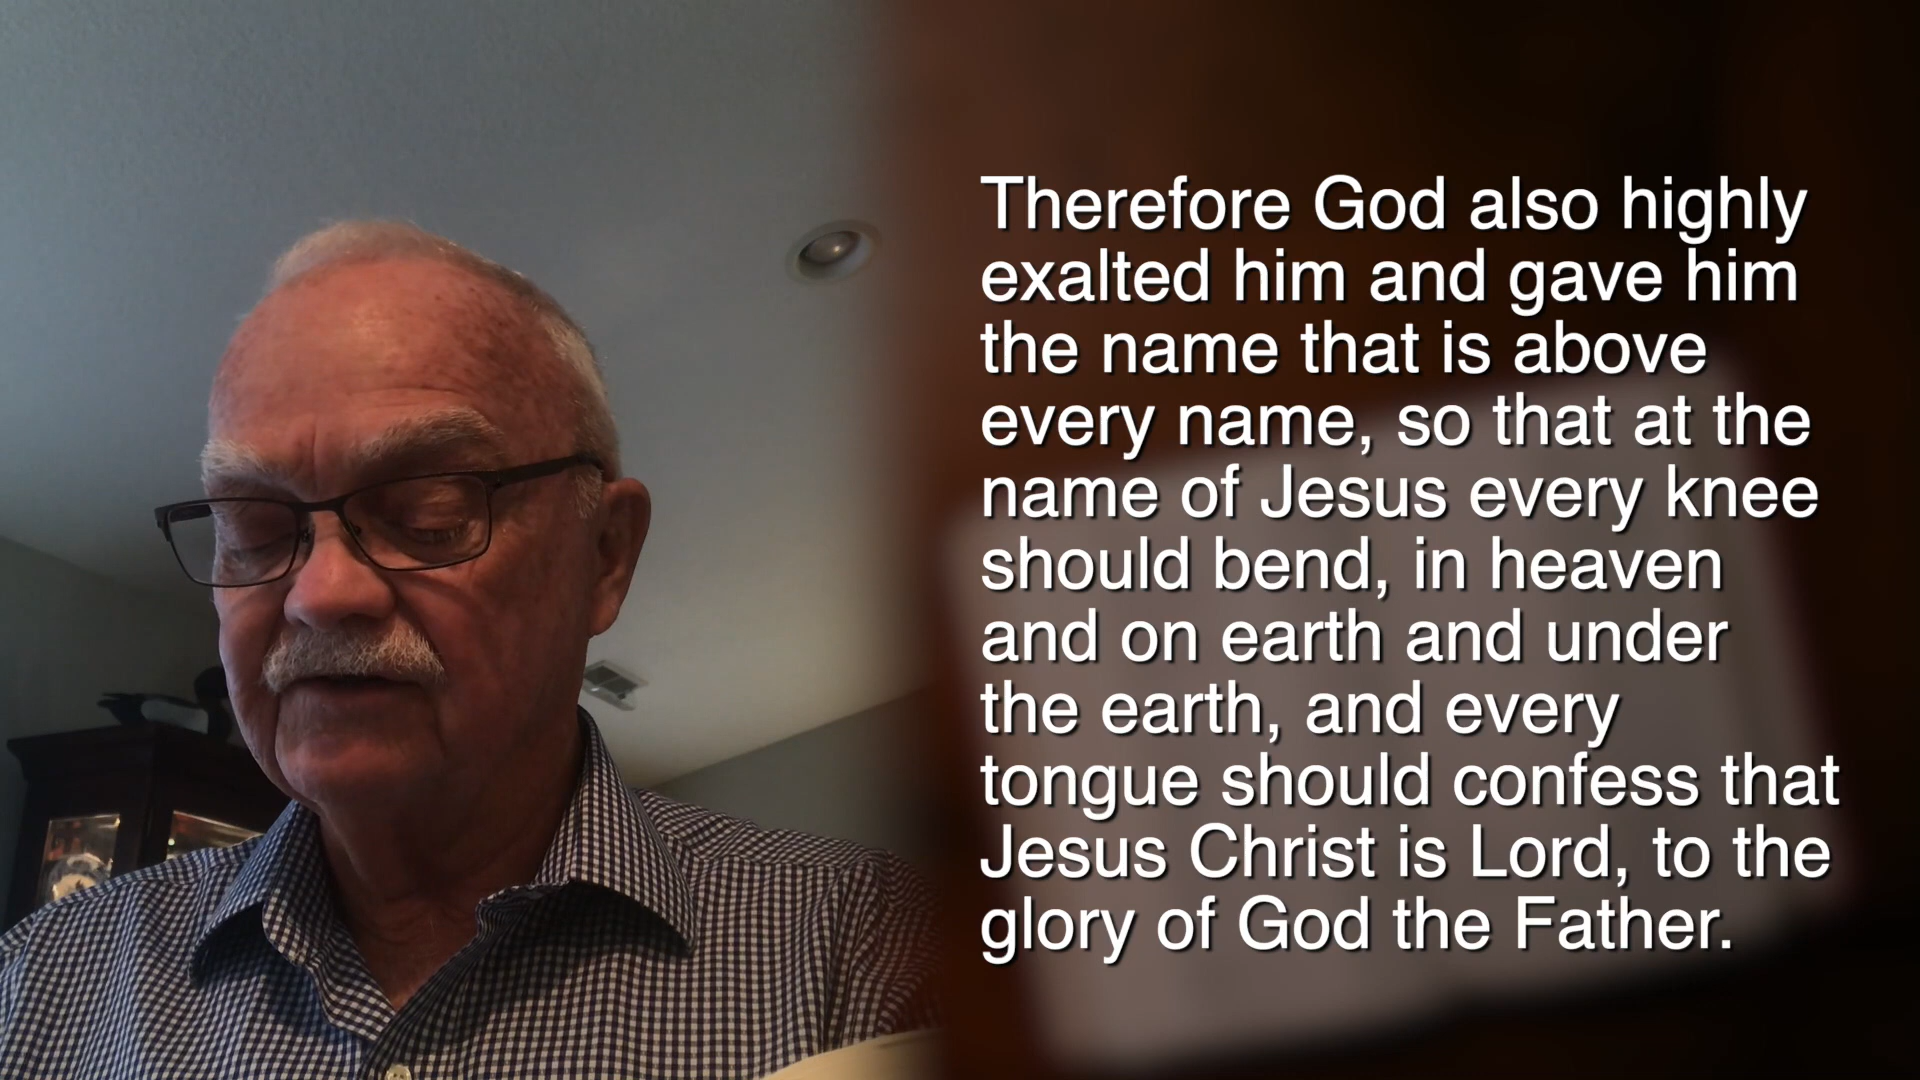 Therefore God also highly
exalted him and gave him
the name that is above
every name, so that at the
name of Jesus every knee
should bend, in heaven
and on earth and under
the earth, and every
tongue should confess that
Jesus Christ is Lord, to the
glory of God the Father.